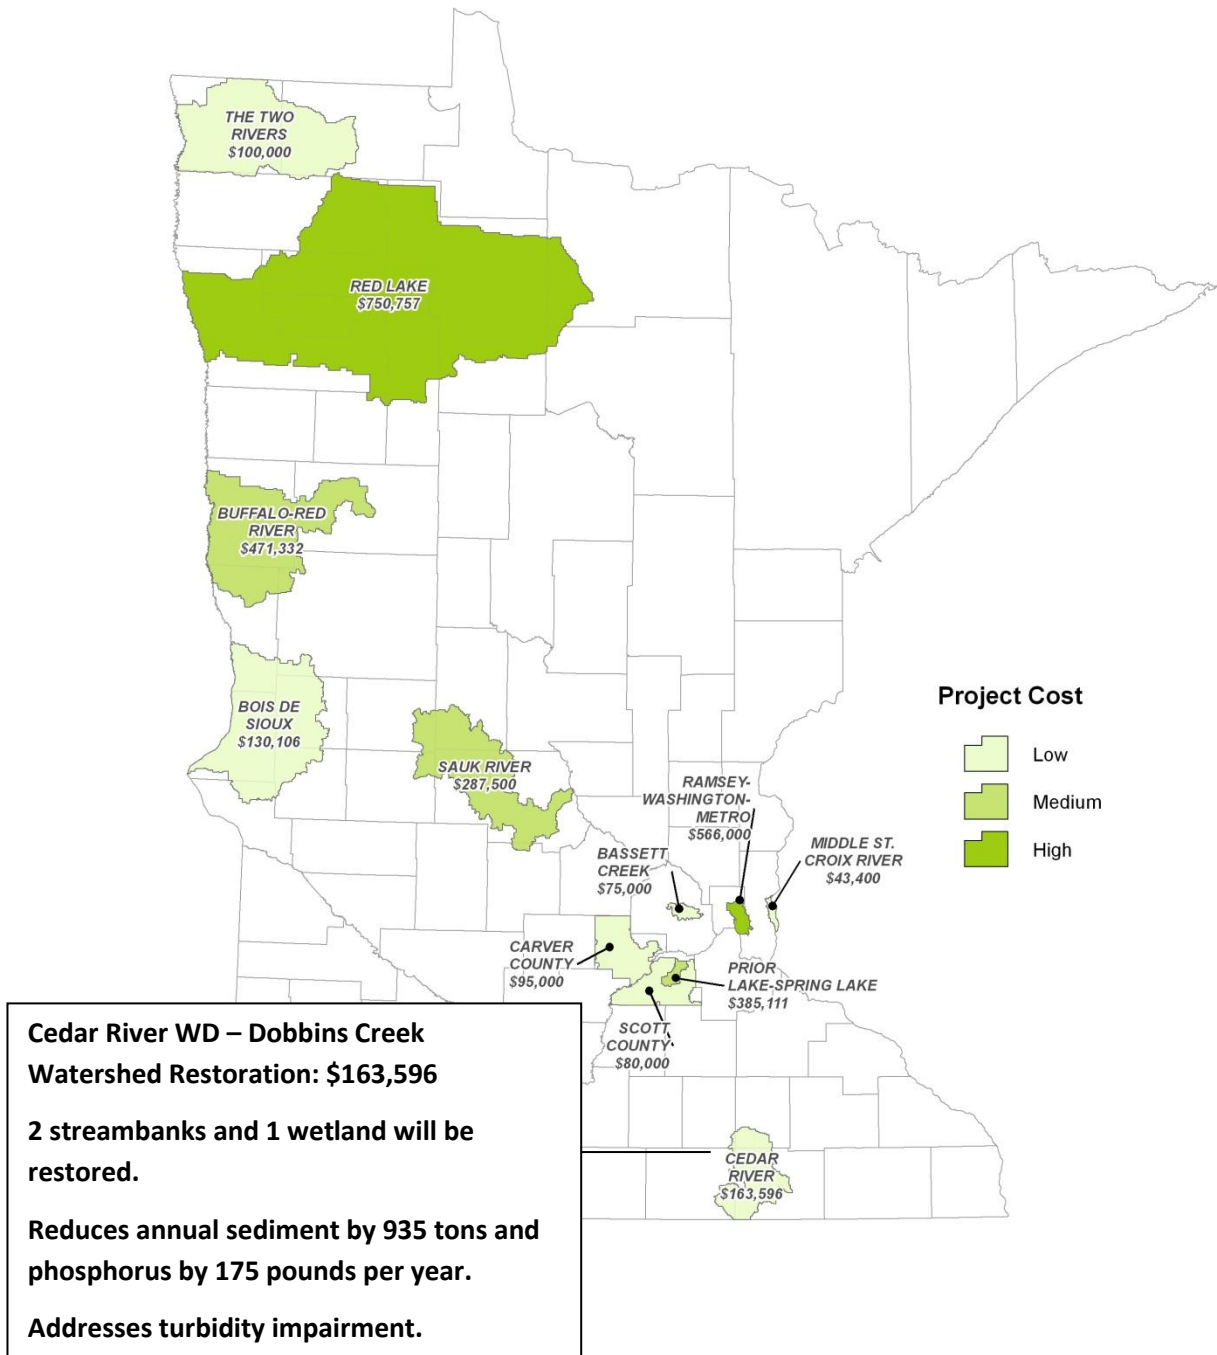 THE TWO
RIVERS
$100,000
RED LAKE
$750,757
BUFFALO-RED
RIVER
$471,332
BOIS DE
SIOUX
$130,106
SAUK RIVER
$287,500
RAMSEY-
WASHINGTON-
METRO
$566,000
BASSETT
CREEK
$75,000
MIDDLE ST.
CROIX RIVER
$43,400
CARVER
COUNTY
$95,000
PRIOR
LAKE-SPRING LAKE
$385,111
SCOTT
COUNTY
$80,000
CEDAR
RIVER
$163,596
Project Cost
Low
Medium
High
Cedar River WD – Dobbins Creek
Watershed Restoration: $163,596
2 streambanks and 1 wetland will be
restored.
Reduces annual sediment by 935 tons and
phosphorus by 175 pounds per year.
Addresses turbidity impairment.